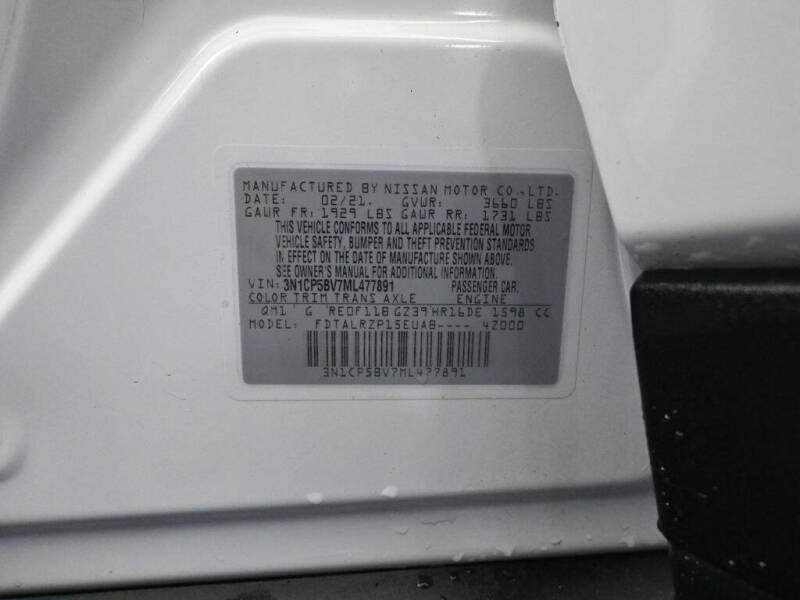 MANUFACTURED BY NISSAN MOTOR CO.,LTD.
DATE: 02/21. GVWR: 3660 LBS
GAWR FR: 1929 LBS GAWR RR: 1731 LBS
THIS VEHICLE CONFORMS TO ALL APPLICABLE FEDERAL MOTOR
VEHICLE SAFETY, BUMPER AND THEFT PREVENTION STANDARDS
IN EFFECT ON THE DATE OF MANUFACTURE SHOWN ABOVE.
SEE OWNER'S MANUAL FOR ADDITIONAL INFORMATION.
VIN: 3N1CP5BV7ML477891 PASSENGER CAR.
COLOR TRIM TRANS AXLE ENGINE
QM1 G RE0F11B GZ39 HR16DE 1598 CC
MODEL: FDTALRZP15EUAB---- 4Z000
3N1CP5BV7ML477891